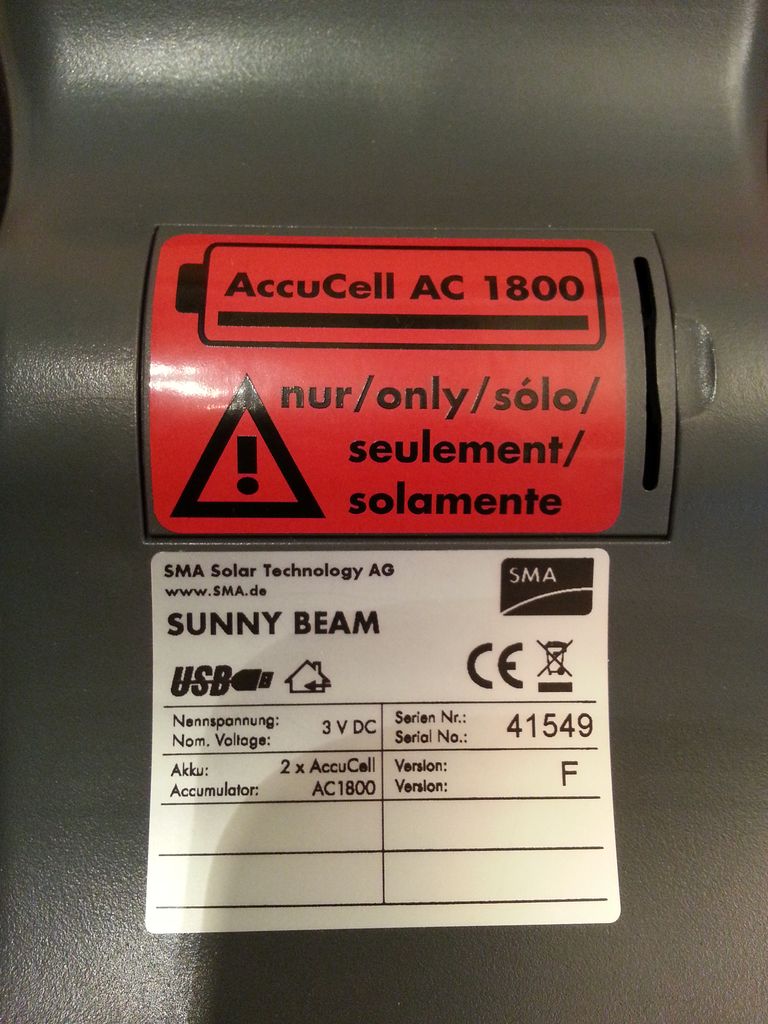 AccuCell AC 1800
nur/only/sólo/
seulement/
solamente
SMA Solar Technology AG
www.SMA.de
SMA
SUNNY BEAM
USB
CE
Nennspannung: 3 V DC
Nom. Voltage:
Serien Nr.: 41549
Serial No.:
Akku: 2 x AccuCell
Accumulator: AC1800
Version: F
Version: